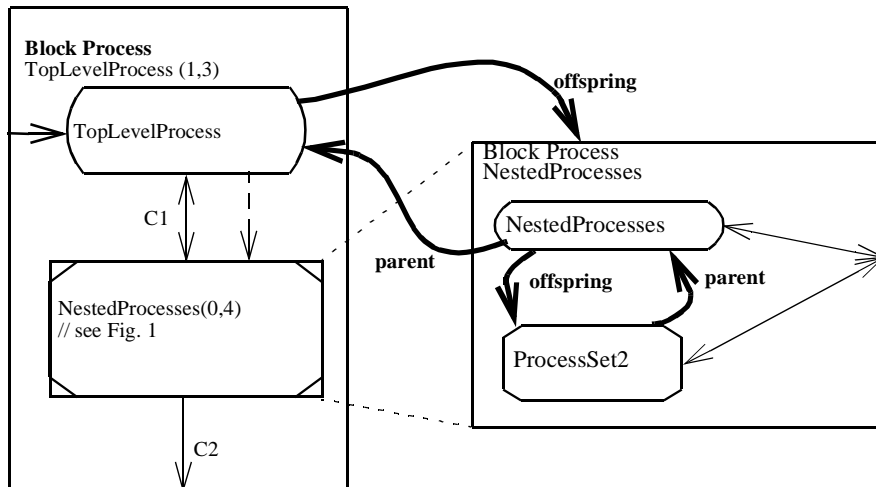 Block Process
TopLevelProcess (1,3)
TopLevelProcess
C1
NestedProcesses(0,4)
// see Fig. 1
C2
offspring
parent
Block Process
NestedProcesses
NestedProcesses
offspring
parent
ProcessSet2